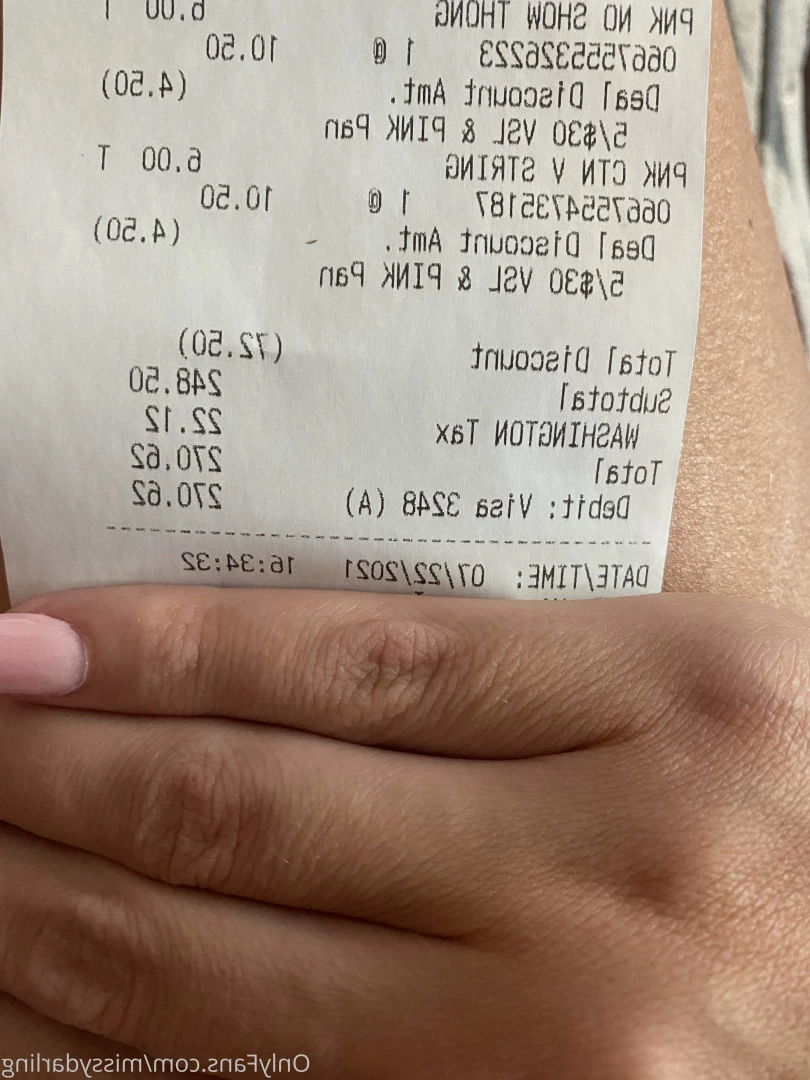 PNK NO SHOW THONG 6.00 T
066755326223 1 @ 10.50
Deal Discount Amt. (4.50)
5/$30 VSL & PINK Pan
PNK CTN V STRING 6.00 T
0667554735187 1 @ 10.50
Deal Discount Amt. (4.50)
5/$30 VSL & PINK Pan
Total Discount (72.50)
Subtotal 248.50
WASHINGTON Tax 22.12
Total 270.62
Debit: Visa 3248 (A) 270.62
DATE/TIME: 07/22/2021 16:34:32
OnlyFans.com/missydarling